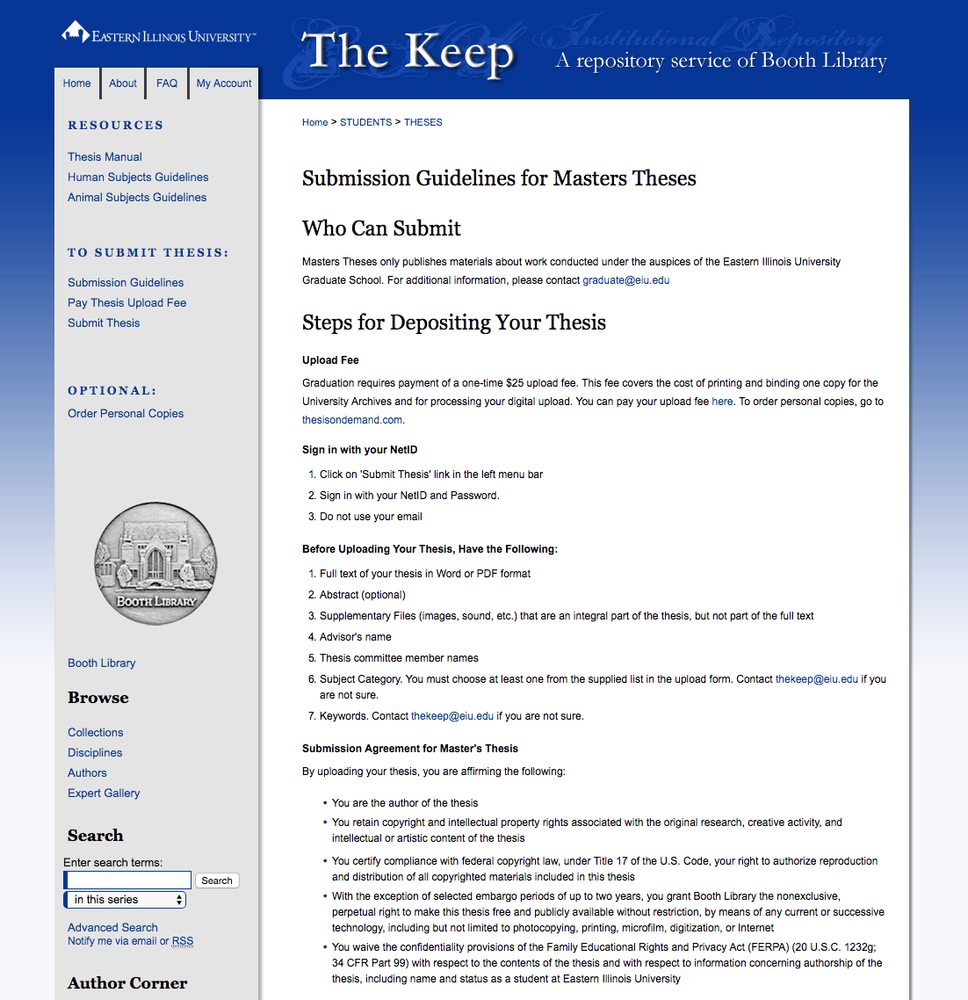 EASTERN ILLINOIS UNIVERSITY™
The Keep
Institutional Repository
A repository service of Booth Library
Home
About
FAQ
My Account
RESOURCES
Thesis Manual
Human Subjects Guidelines
Animal Subjects Guidelines
TO SUBMIT THESIS:
Submission Guidelines
Pay Thesis Upload Fee
Submit Thesis
OPTIONAL:
Order Personal Copies
BOOTH LIBRARY
Booth Library
Browse
Collections
Disciplines
Authors
Expert Gallery
Search
Enter search terms:
Search
in this series
Advanced Search
Notify me via email or RSS
Author Corner
Home > STUDENTS > THESES
Submission Guidelines for Masters Theses
Who Can Submit
Masters Theses only publishes materials about work conducted under the auspices of the Eastern Illinois University
Graduate School. For additional information, please contact graduate@eiu.edu
Steps for Depositing Your Thesis
Upload Fee
Graduation requires payment of a one-time $25 upload fee. This fee covers the cost of printing and binding one copy for the
University Archives and for processing your digital upload. You can pay your upload fee here. To order personal copies, go to
thesisondemand.com.
Sign in with your NetID
1. Click on 'Submit Thesis' link in the left menu bar
2. Sign in with your NetID and Password.
3. Do not use your email
Before Uploading Your Thesis, Have the Following:
1. Full text of your thesis in Word or PDF format
2. Abstract (optional)
3. Supplementary Files (images, sound, etc.) that are an integral part of the thesis, but not part of the full text
4. Advisor's name
5. Thesis committee member names
6. Subject Category. You must choose at least one from the supplied list in the upload form. Contact thekeep@eiu.edu if you
are not sure.
7. Keywords. Contact thekeep@eiu.edu if you are not sure.
Submission Agreement for Master's Thesis
By uploading your thesis, you are affirming the following:
• You are the author of the thesis
• You retain copyright and intellectual property rights associated with the original research, creative activity, and
intellectual or artistic content of the thesis
• You certify compliance with federal copyright law, under Title 17 of the U.S. Code, your right to authorize reproduction
and distribution of all copyrighted materials included in this thesis
• With the exception of selected embargo periods of up to two years, you grant Booth Library the nonexclusive,
perpetual right to make this thesis free and publicly available without restriction, by means of any current or successive
technology, including but not limited to photocopying, printing, microfilm, digitization, or Internet
• You waive the confidentiality provisions of the Family Educational Rights and Privacy Act (FERPA) (20 U.S.C. 1232g;
34 CFR Part 99) with respect to the contents of the thesis and with respect to information concerning authorship of the
thesis, including name and status as a student at Eastern Illinois University